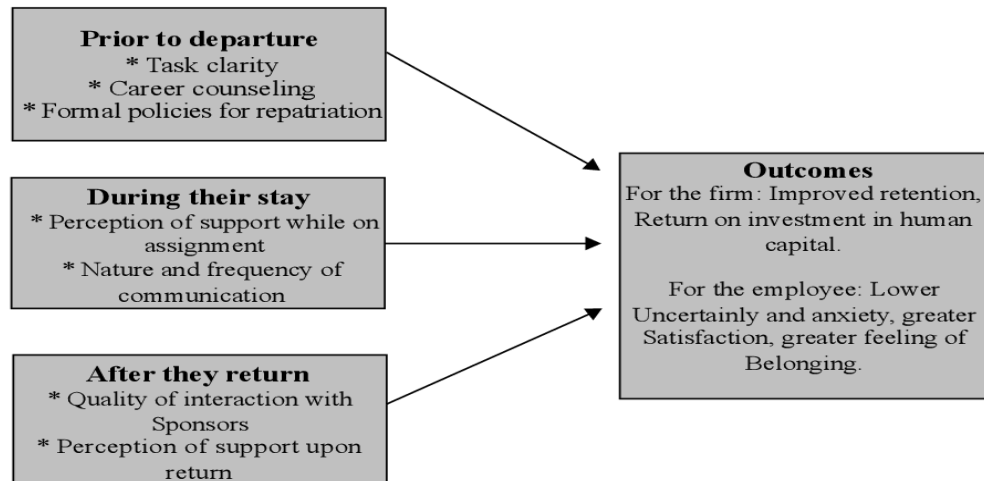 Prior to departure
* Task clarity
* Career counseling
* Formal policies for repatriation
During their stay
* Perception of support while on
assignment
* Nature and frequency of
communication
After they return
* Quality of interaction with
Sponsors
* Perception of support upon
return
Outcomes
For the firm: Improved retention,
Return on investment in human
capital.
For the employee: Lower
Uncertainly and anxiety, greater
Satisfaction, greater feeling of
Belonging.